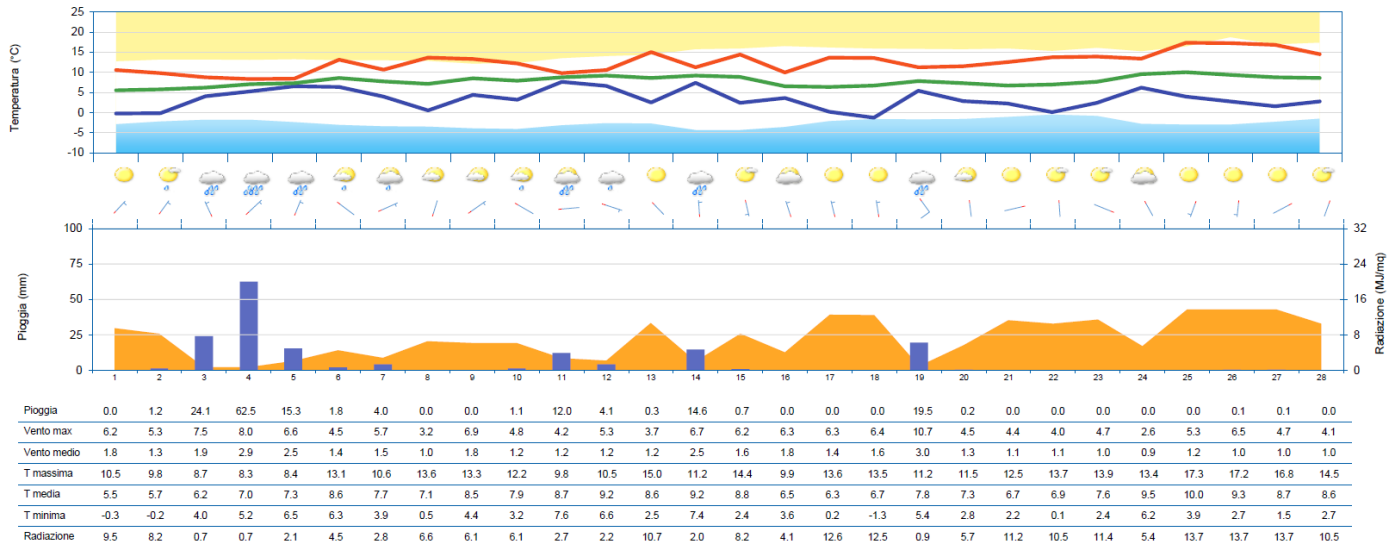 Temperatura (°C)
25
20
15
10
5
0
-5
-10
Pioggia (mm)
100
75
50
25
0
Radiazione (MJ/mq)
32
24
16
8
0
1 2 3 4 5 6 7 8 9 10 11 12 13 14 15 16 17 18 19 20 21 22 23 24 25 26 27 28
Pioggia 0.0 1.2 24.1 62.5 15.3 1.8 4.0 0.0 0.0 1.1 12.0 4.1 0.3 14.6 0.7 0.0 0.0 0.0 19.5 0.2 0.0 0.0 0.0 0.0 0.0 0.1 0.1 0.0
Vento max 6.2 5.3 7.5 8.0 6.6 4.5 5.7 3.2 6.9 4.8 4.2 5.3 3.7 6.7 6.2 6.3 6.3 6.4 10.7 4.5 4.4 4.0 4.7 2.6 5.3 6.5 4.7 4.1
Vento medio 1.8 1.3 1.9 2.9 2.5 1.4 1.5 1.0 1.8 1.2 1.2 1.2 1.2 2.5 1.6 1.8 1.4 1.6 3.0 1.3 1.1 1.1 1.0 0.9 1.2 1.0 1.0 1.0
T massima 10.5 9.8 8.7 8.3 8.4 13.1 10.6 13.6 13.3 12.2 9.8 10.5 15.0 11.2 14.4 9.9 13.6 13.5 11.2 11.5 12.5 13.7 13.9 13.4 17.3 17.2 16.8 14.5
T media 5.5 5.7 6.2 7.0 7.3 8.6 7.7 7.1 8.5 7.9 8.7 9.2 8.6 9.2 8.8 6.5 6.3 6.7 7.8 7.3 6.7 6.9 7.6 9.5 10.0 9.3 8.7 8.6
T minima -0.3 -0.2 4.0 5.2 6.5 6.3 3.9 0.5 4.4 3.2 7.6 6.6 2.5 7.4 2.4 3.6 0.2 -1.3 5.4 2.8 2.2 0.1 2.4 6.2 3.9 2.7 1.5 2.7
Radiazione 9.5 8.2 0.7 0.7 2.1 4.5 2.8 6.6 6.1 6.1 2.7 2.2 10.7 2.0 8.2 4.1 12.6 12.5 0.9 5.7 11.2 10.5 11.4 5.4 13.7 13.7 13.7 10.5